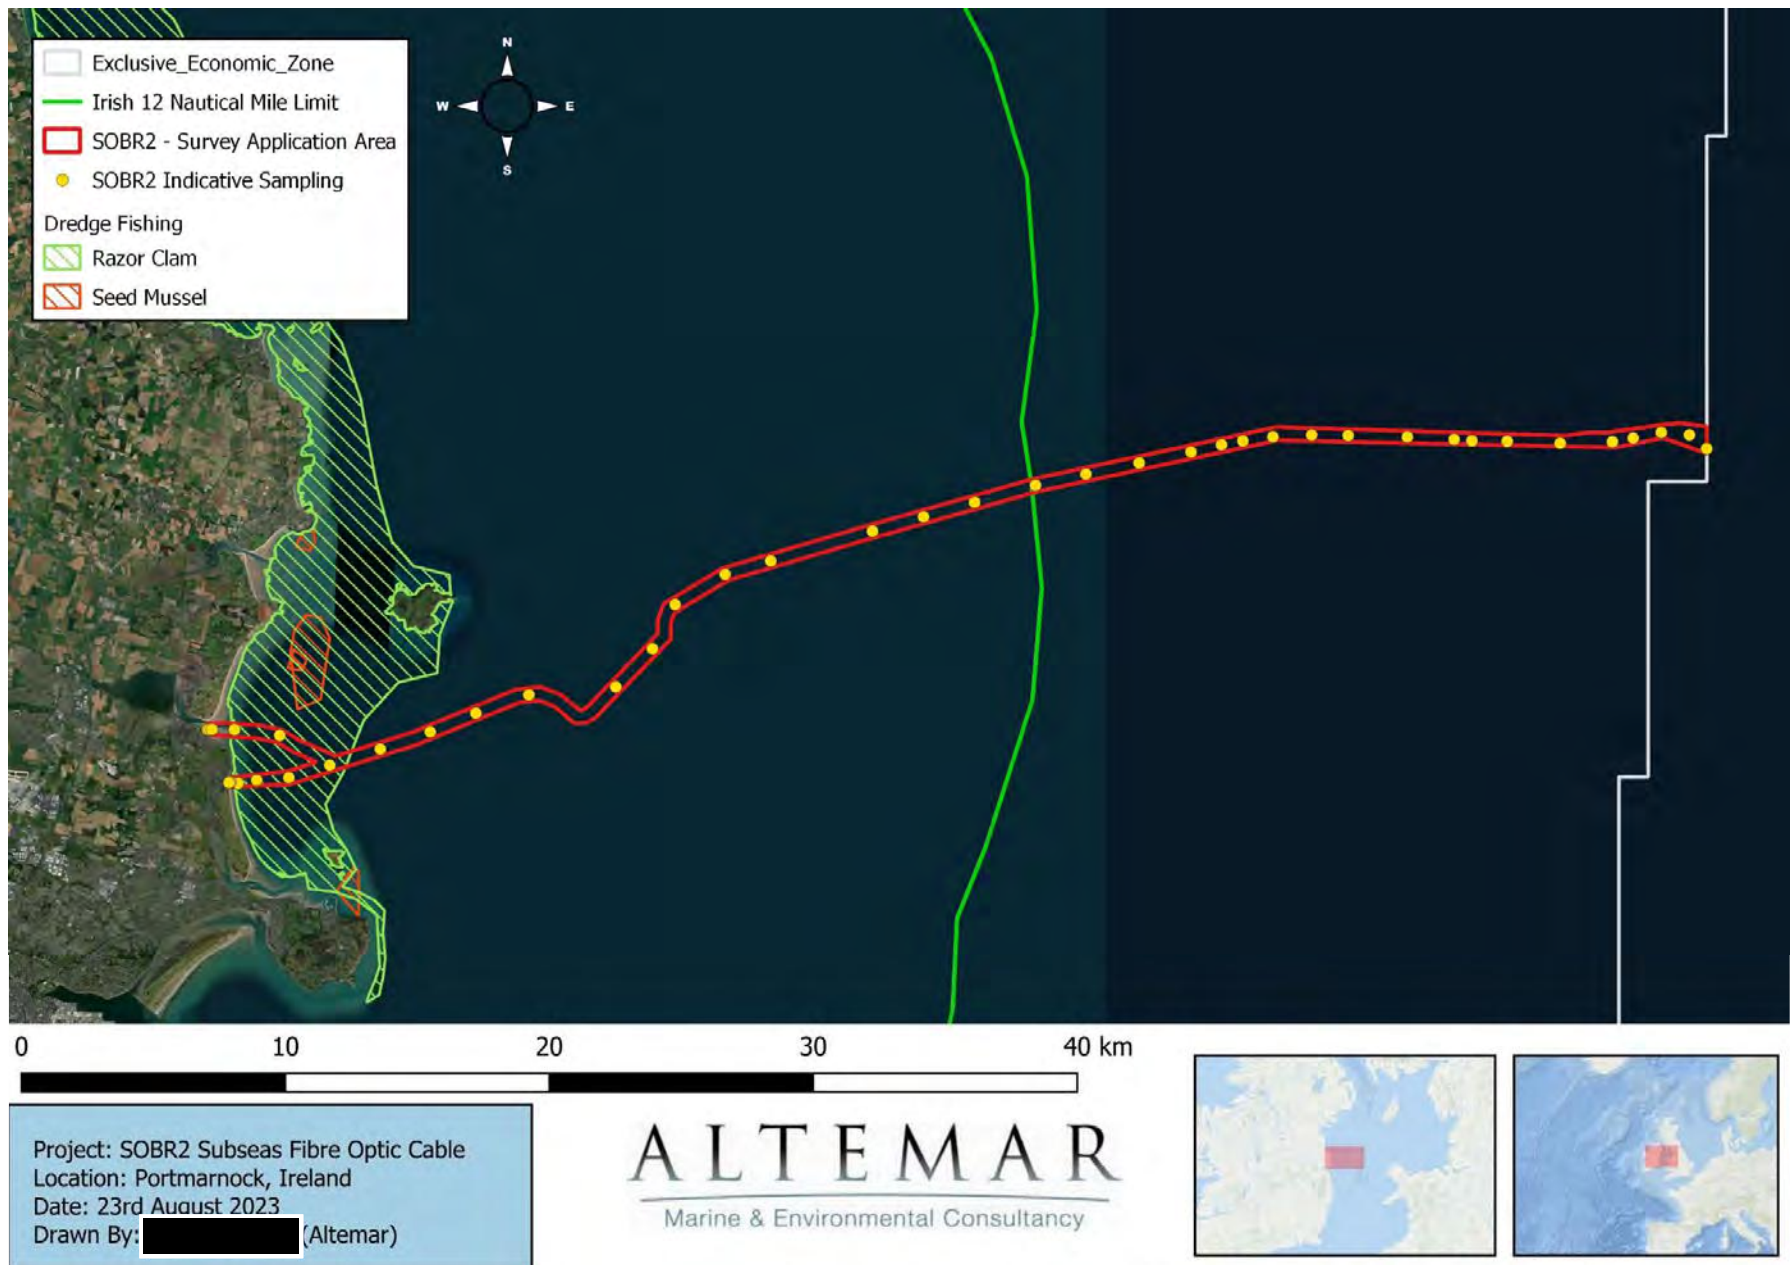 Exclusive_Economic_Zone
Irish 12 Nautical Mile Limit
SOBR2 - Survey Application Area
SOBR2 Indicative Sampling
Dredge Fishing
Razor Clam
Seed Mussel
N
W E
S
0 10 20 30 40 km
Project: SOBR2 Subseas Fibre Optic Cable
Location: Portmarnock, Ireland
Date: 23rd August 2023
Drawn By: (Altemar)
ALTEMAR
Marine & Environmental Consultancy